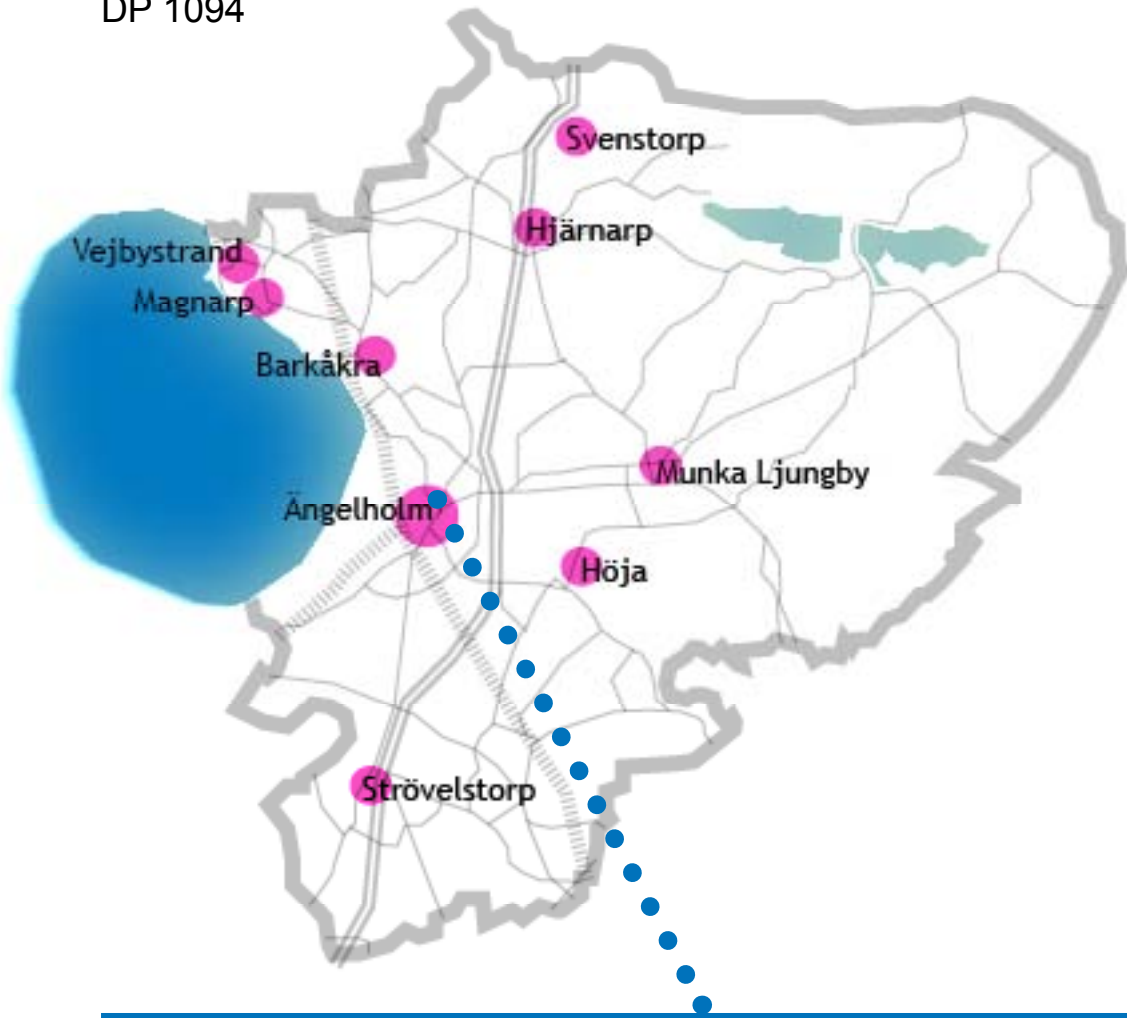 DP 1094
Svenstorp
Hjärnarp
Vejbystrand
Magnarp
Barkåkra
Munka Ljungby
Ängelholm
Höja
Strövelstorp